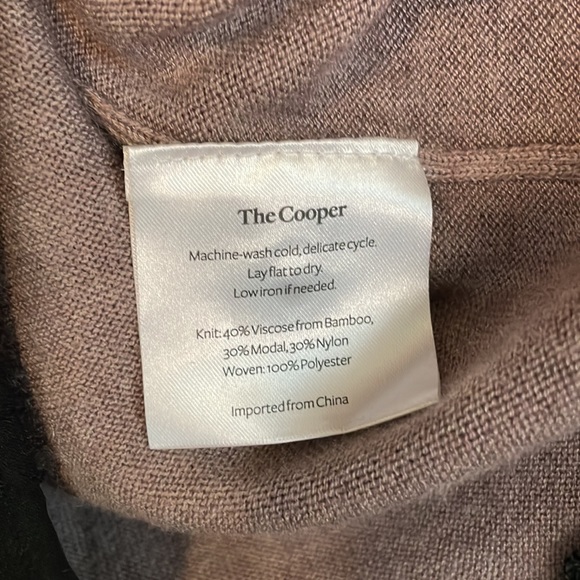 The Cooper
Machine-wash cold, delicate cycle.
Lay flat to dry.
Low iron if needed.
Knit: 40% Viscose from Bamboo,
30% Modal, 30% Nylon
Woven: 100% Polyester
Imported from China